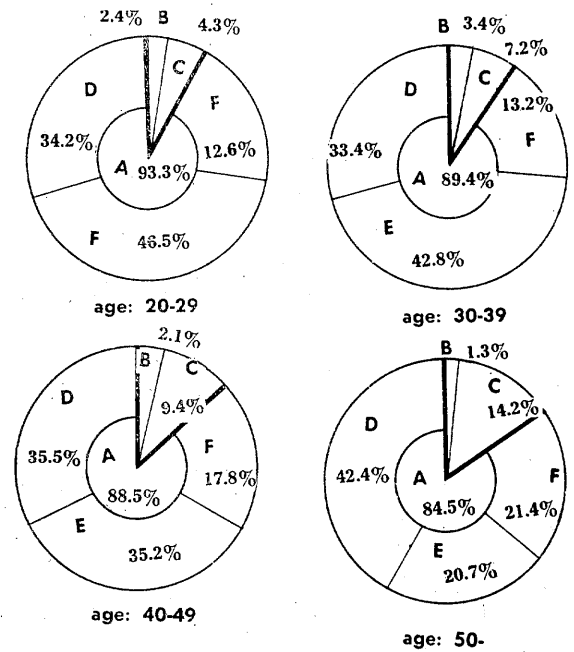 2.4% B 4.3%
C
D F
34.2% 12.6%
A 93.3%
F 46.5%
age: 20-29
B 3.4%
7.2%
C
D 13.2%
F
33.4%
A 89.4%
E
42.8%
age: 30-39
2.1%
B
C
D 9.4%
F
35.5% A 17.8%
88.5%
E
35.2%
age: 40-49
B 1.3%
C
14.2%
D
42.4% A F
84.5% 21.4%
E
20.7%
age: 50-